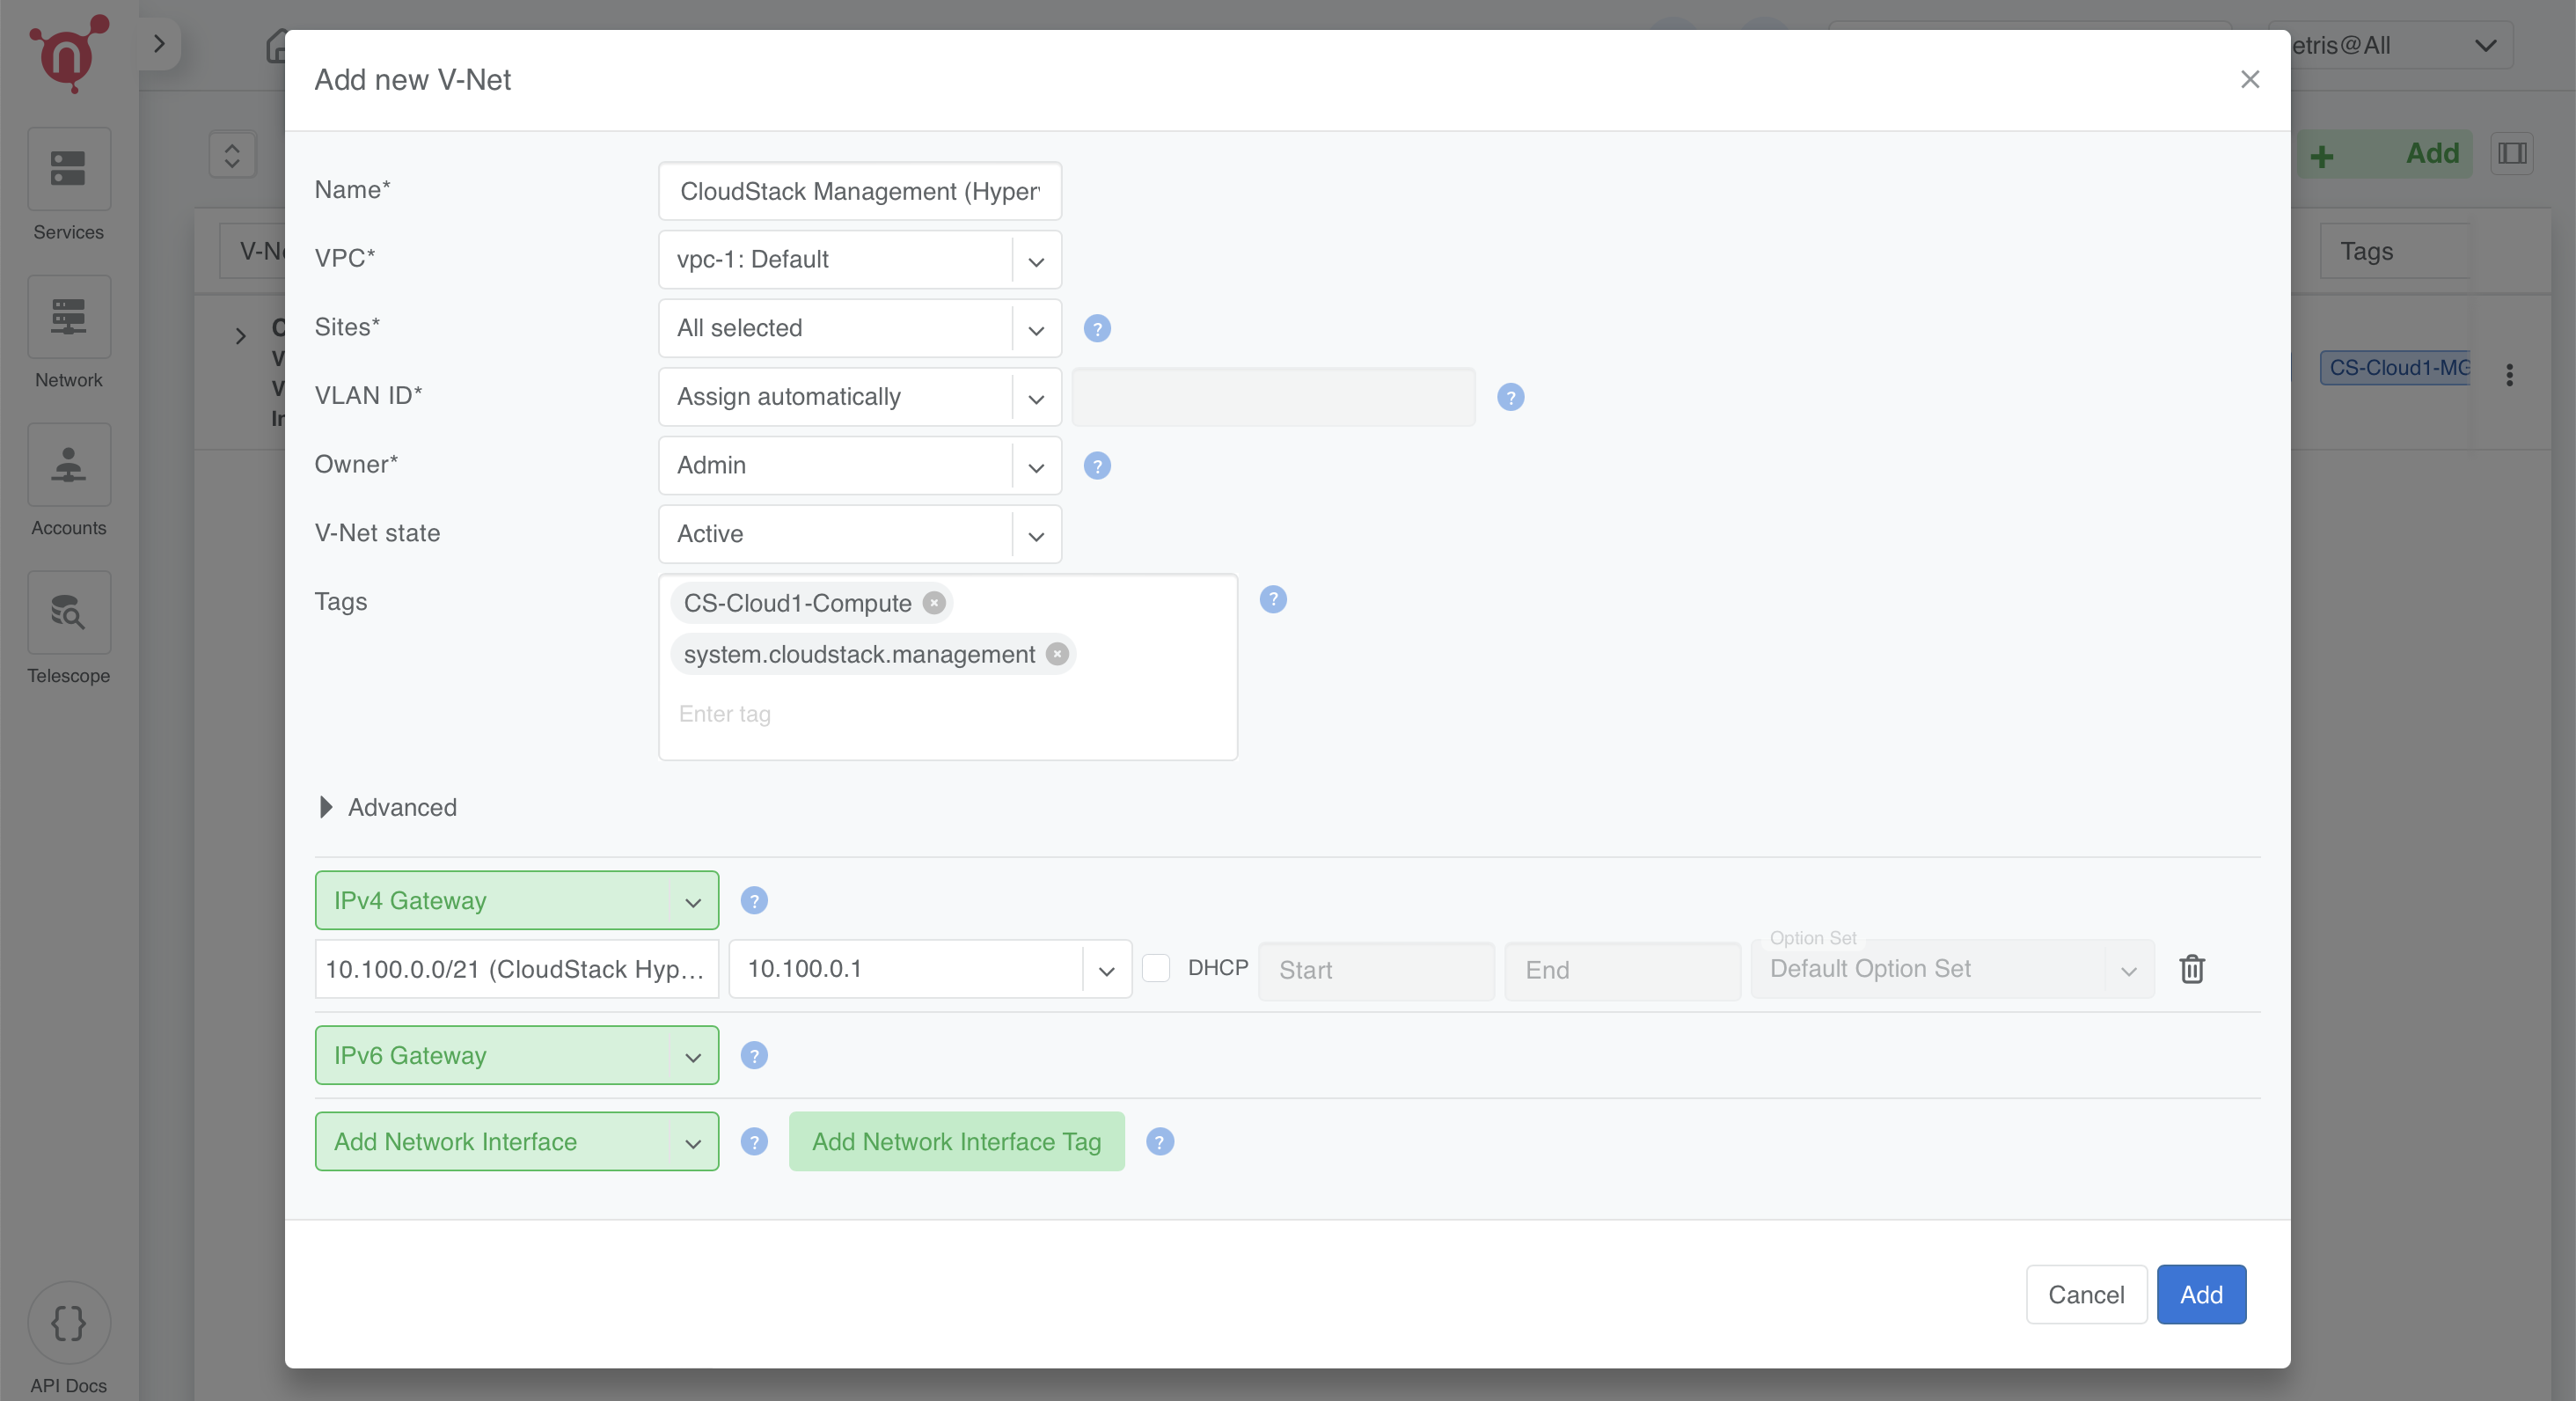 etris@All
Services
Network
Accounts
Telescope
API Docs
Add
Tags
CS-Cloud1-MG
Add new V-Net
Name*
CloudStack Management (Hyper
VPC*
vpc-1: Default
Sites*
All selected
?
VLAN ID*
Assign automatically
?
Owner*
Admin
?
V-Net state
Active
Tags
CS-Cloud1-Compute
system.cloudstack.management
Enter tag
?
Advanced
IPv4 Gateway
?
10.100.0.0/21 (CloudStack Hyp...
10.100.0.1
DHCP
Start
End
Option Set
Default Option Set
IPv6 Gateway
?
Add Network Interface
?
Add Network Interface Tag
?
Cancel
Add